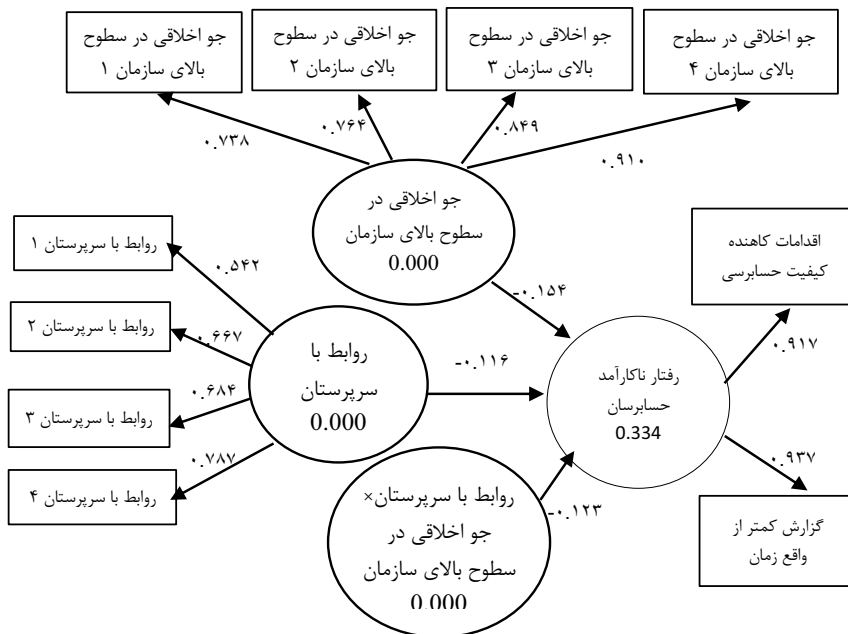 جو اخلاقی در سطوح
بالای سازمان ۴
جو اخلاقی در سطوح
بالای سازمان ۳
جو اخلاقی در سطوح
بالای سازمان ۲
جو اخلاقی در سطوح
بالای سازمان ۱
۰.۹۱۰
۰.۸۴۹
۰.۷۶۴
۰.۷۳۸
جو اخلاقی در
سطوح بالای سازمان
0.000
روابط با سرپرستان ۱
روابط با سرپرستان ۲
روابط با سرپرستان ۳
روابط با سرپرستان ۴
۰.۵۴۲
۰.۶۶۷
۰.۶۸۴
۰.۷۸۷
روابط با
سرپرستان
0.000
-۰.۱۵۴
-۰.۱۱۶
-۰.۱۲۳
روابط با سرپرستان×
جو اخلاقی در
سطوح بالای سازمان
0.000
رفتار ناکارآمد
حسابرسان
0.334
۰.۹۱۷
۰.۹۳۷
اقدامات کاهنده
کیفیت حسابرسی
گزارش کمتر از
واقع زمان